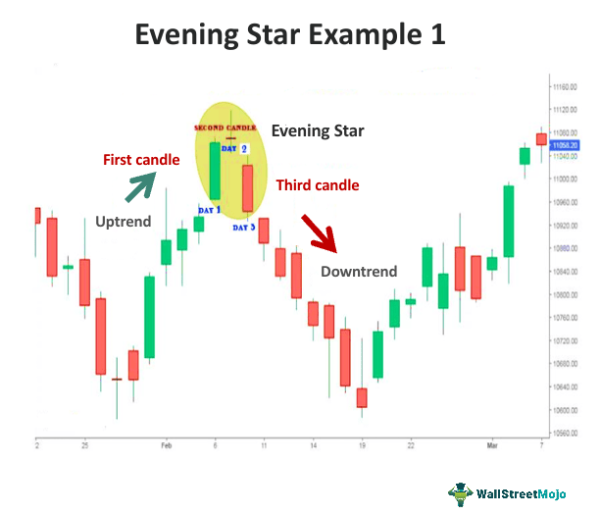 Evening Star Example 1
11160.00
11120.00
SECOND CANDLE
Evening Star
11080.00
11058.20
DAY 2
11040.00
First candle
Third candle
11000.00
DAY 1
Uptrend
10960.00
DAY 3
10920.00
10880.00
Downtrend
10840.00
10800.00
10760.00
10720.00
10680.00
10640.00
10600.00
10560.00
2 25 Feb 6 11 14 19 22 Mar 7
WallStreetMojo